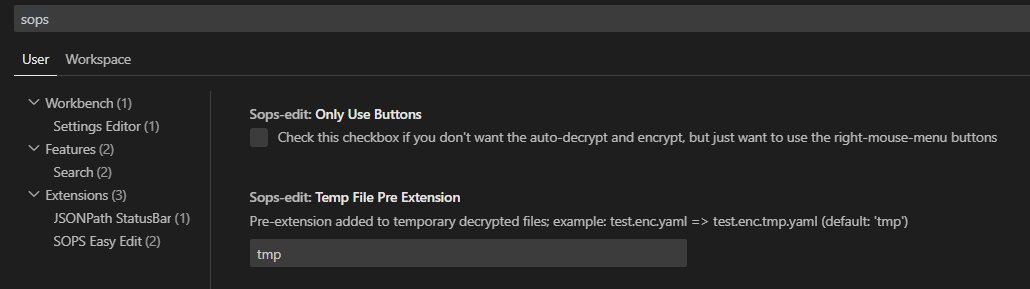 sops
User Workspace
Workbench (1)
Settings Editor (1)
Features (2)
Search (2)
Extensions (3)
JSONPath StatusBar (1)
SOPS Easy Edit (2)
Sops-edit: Only Use Buttons
Check this checkbox if you don't want the auto-decrypt and encrypt, but just want to use the right-mouse-menu buttons
Sops-edit: Temp File Pre Extension
Pre-extension added to temporary decrypted files; example: test.enc.yaml => test.enc.tmp.yaml (default: 'tmp')
tmp